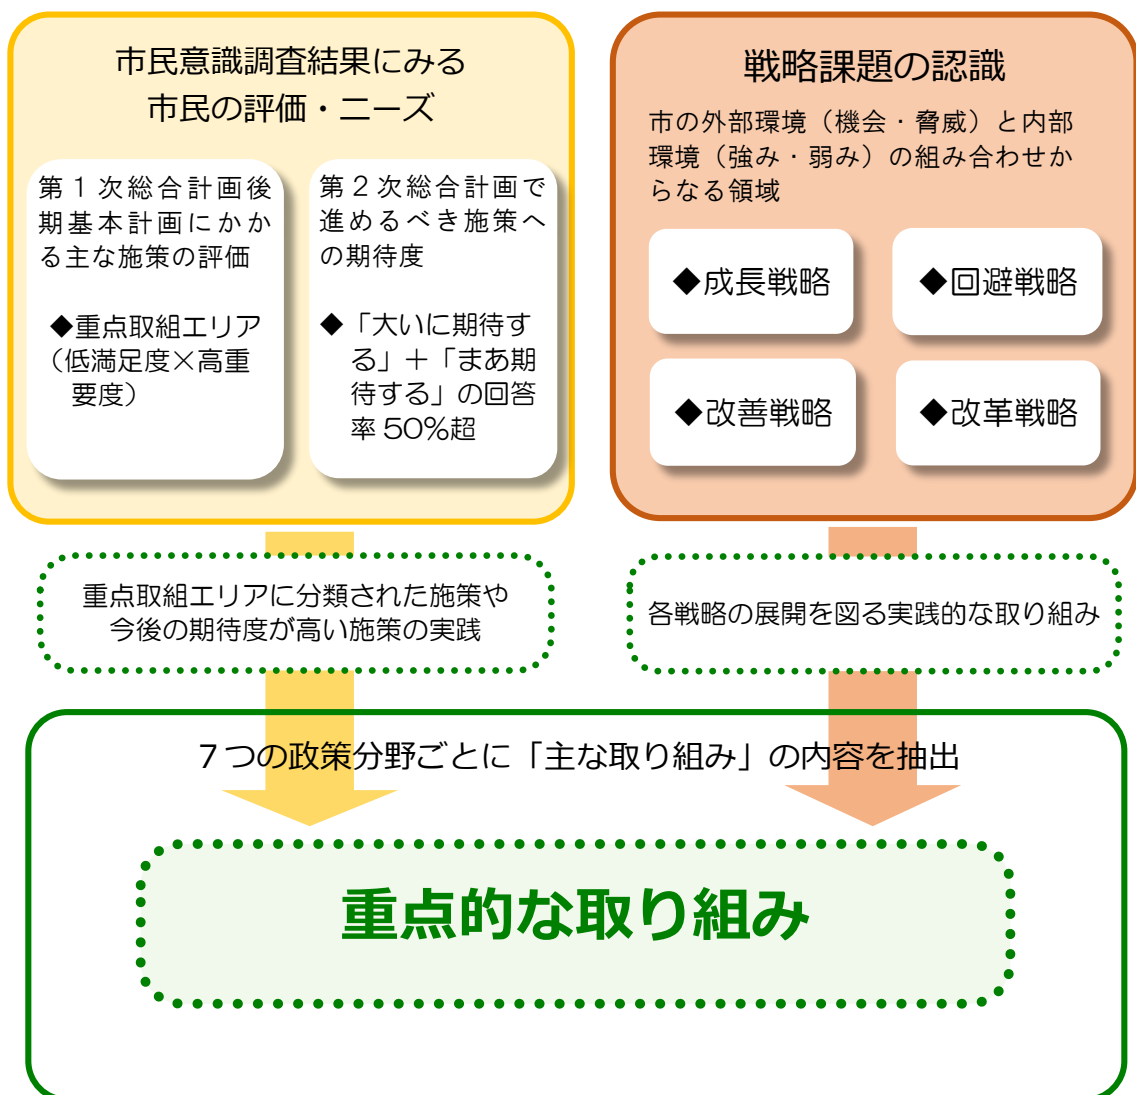 市民意識調査結果にみる
市民の評価・ニーズ
第1次総合計画後
期基本計画にかか
る主な施策の評価
◆重点取組エリア
（低満足度×高重
要度）
第2次総合計画で
進めるべき施策へ
の期待度
◆「大いに期待す
る」＋「まあ期
待する」の回答
率50%超
戦略課題の認識
市の外部環境（機会・脅威）と内部
環境（強み・弱み）の組み合わせか
らなる領域
◆成長戦略
◆回避戦略
◆改善戦略
◆改革戦略
重点取組エリアに分類された施策や
今後の期待度が高い施策の実践
各戦略の展開を図る実践的な取り組み
7つの政策分野ごとに「主な取り組み」の内容を抽出
重点的な取り組み